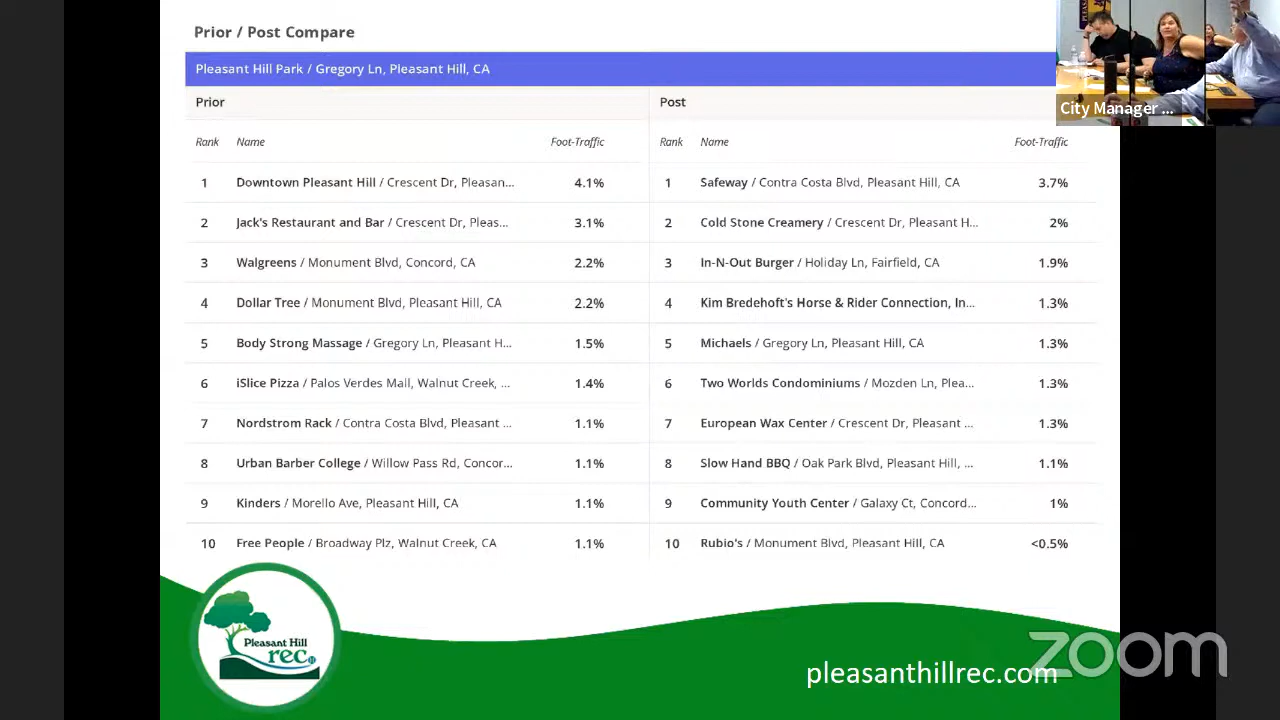 Prior / Post Compare
Pleasant Hill Park / Gregory Ln, Pleasant Hill, CA
City Manager ...
Prior
Post
Rank Name Foot-Traffic
Rank Name Foot-Traffic
1 Downtown Pleasant Hill / Crescent Dr, Pleasan... 4.1%
1 Safeway / Contra Costa Blvd, Pleasant Hill, CA 3.7%
2 Jack's Restaurant and Bar / Crescent Dr, Pleas... 3.1%
2 Cold Stone Creamery / Crescent Dr, Pleasant H... 2%
3 Walgreens / Monument Blvd, Concord, CA 2.2%
3 In-N-Out Burger / Holiday Ln, Fairfield, CA 1.9%
4 Dollar Tree / Monument Blvd, Pleasant Hill, CA 2.2%
4 Kim Bredehoft's Horse & Rider Connection, In... 1.3%
5 Body Strong Massage / Gregory Ln, Pleasant H... 1.5%
5 Michaels / Gregory Ln, Pleasant Hill, CA 1.3%
6 iSlice Pizza / Palos Verdes Mall, Walnut Creek, ... 1.4%
6 Two Worlds Condominiums / Mozden Ln, Plea... 1.3%
7 Nordstrom Rack / Contra Costa Blvd, Pleasant ... 1.1%
7 European Wax Center / Crescent Dr, Pleasant ... 1.3%
8 Urban Barber College / Willow Pass Rd, Concor... 1.1%
8 Slow Hand BBQ / Oak Park Blvd, Pleasant Hill, ... 1.1%
9 Kinders / Morello Ave, Pleasant Hill, CA 1.1%
9 Community Youth Center / Galaxy Ct, Concord... 1%
10 Free People / Broadway Plz, Walnut Creek, CA 1.1%
10 Rubio's / Monument Blvd, Pleasant Hill, CA <0.5%
Pleasant Hill
rec
pleasanthillrec.com
zoom